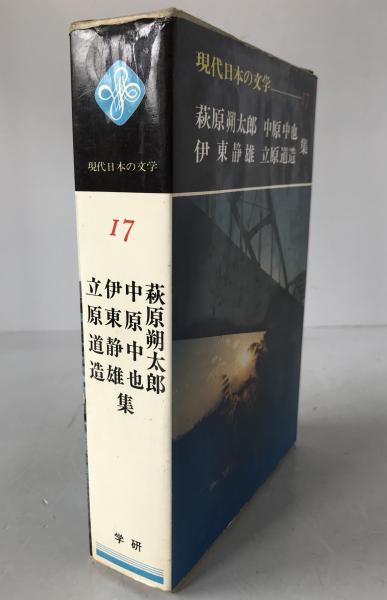 現代日本の文学
17
萩原朔太郎
中原中也
伊東静雄
立原道造
集
学研
現代日本の文学——17
萩原朔太郎 中原中也
伊東静雄 立原道造 集